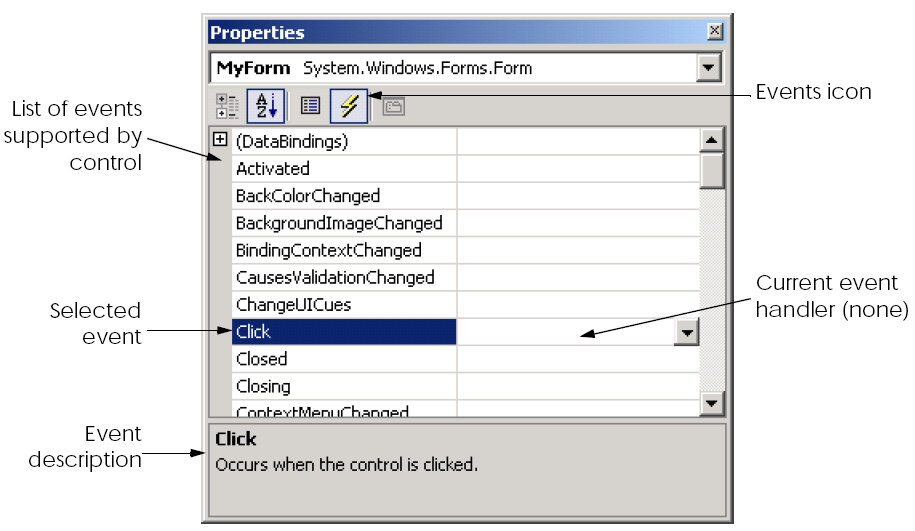 Properties
MyForm System.Windows.Forms.Form
Events icon
List of events
supported by
control
(DataBindings)
Activated
BackColorChanged
BackgroundImageChanged
BindingContextChanged
CausesValidationChanged
ChangeUICues
Click
Closed
Closing
ContextMenuChanged
Selected
event
Current event
handler (none)
Event
description
Click
Occurs when the control is clicked.